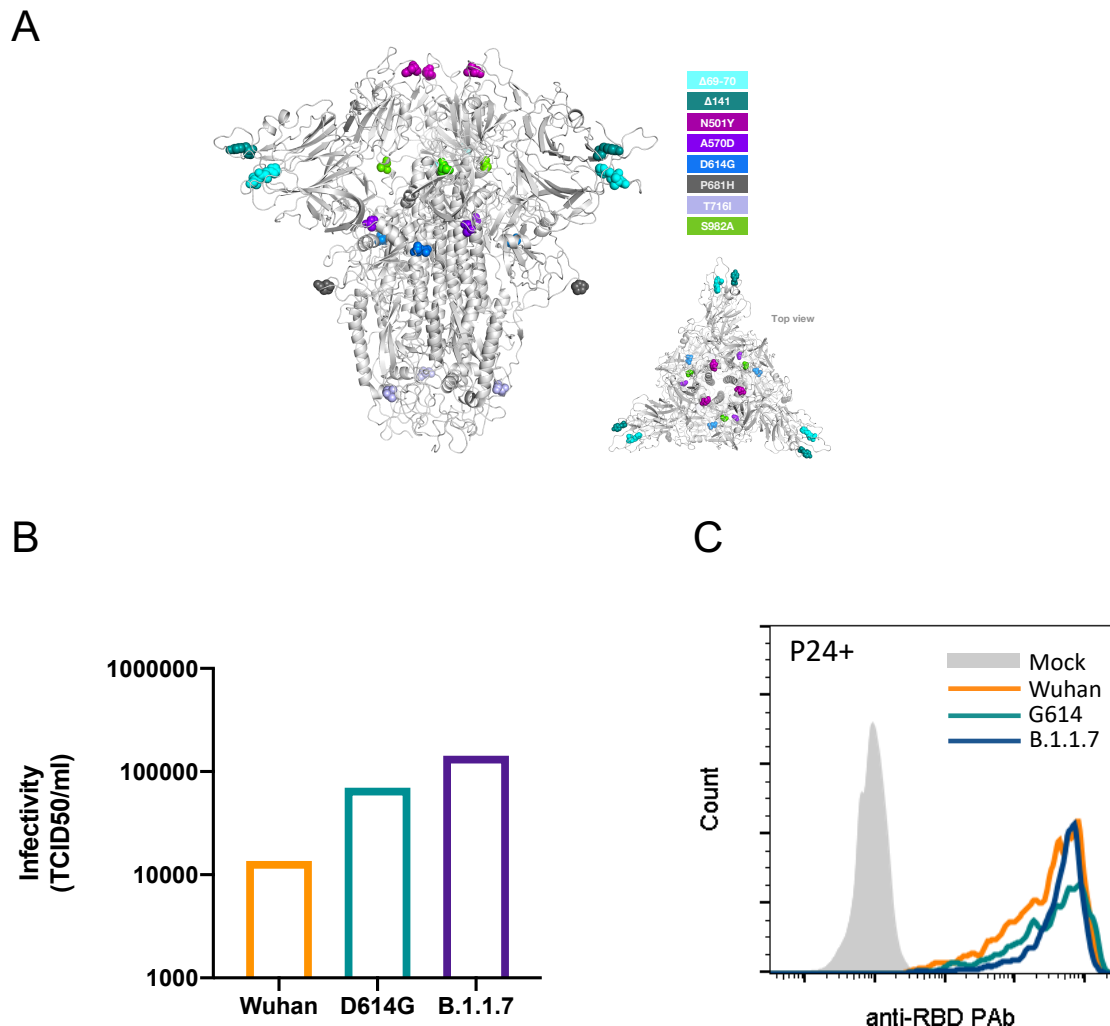 A
Δ69-70
Δ141
N501Y
A570D
D614G
P681H
T716I
S982A
Top view
B
C
Infectivity
(TCID50/ml)
1000000
100000
10000
1000
Wuhan
D614G
B.1.1.7
P24+
Mock
Wuhan
G614
B.1.1.7
Count
anti-RBD PAb